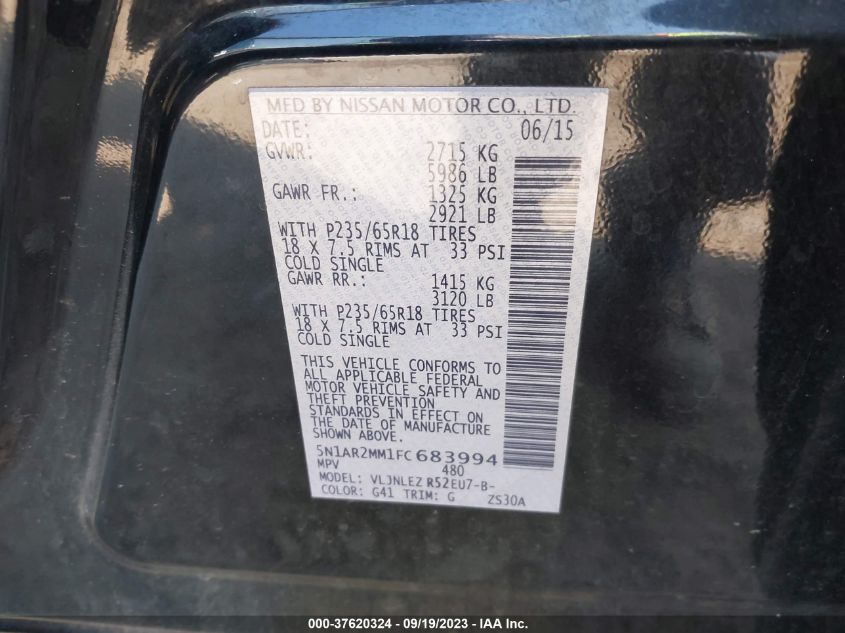 MFD BY NISSAN MOTOR CO., LTD.
DATE: 06/15
GVWR: 2715 KG
5986 LB
GAWR FR.: 1325 KG
2921 LB
WITH P235/65R18 TIRES
18 X 7.5 RIMS AT 33 PSI
COLD SINGLE
GAWR RR.: 1415 KG
3120 LB
WITH P235/65R18 TIRES
18 X 7.5 RIMS AT 33 PSI
COLD SINGLE
THIS VEHICLE CONFORMS TO
ALL APPLICABLE FEDERAL
MOTOR VEHICLE SAFETY AND
THEFT PREVENTION
STANDARDS IN EFFECT ON
THE DATE OF MANUFACTURE
SHOWN ABOVE.
5N1AR2MM1FC683994
MPV 480
MODEL: VLJNLEZ R52EU7-B-
COLOR: G41 TRIM: G ZS30A
000-37620324 - 09/19/2023 - IAA Inc.